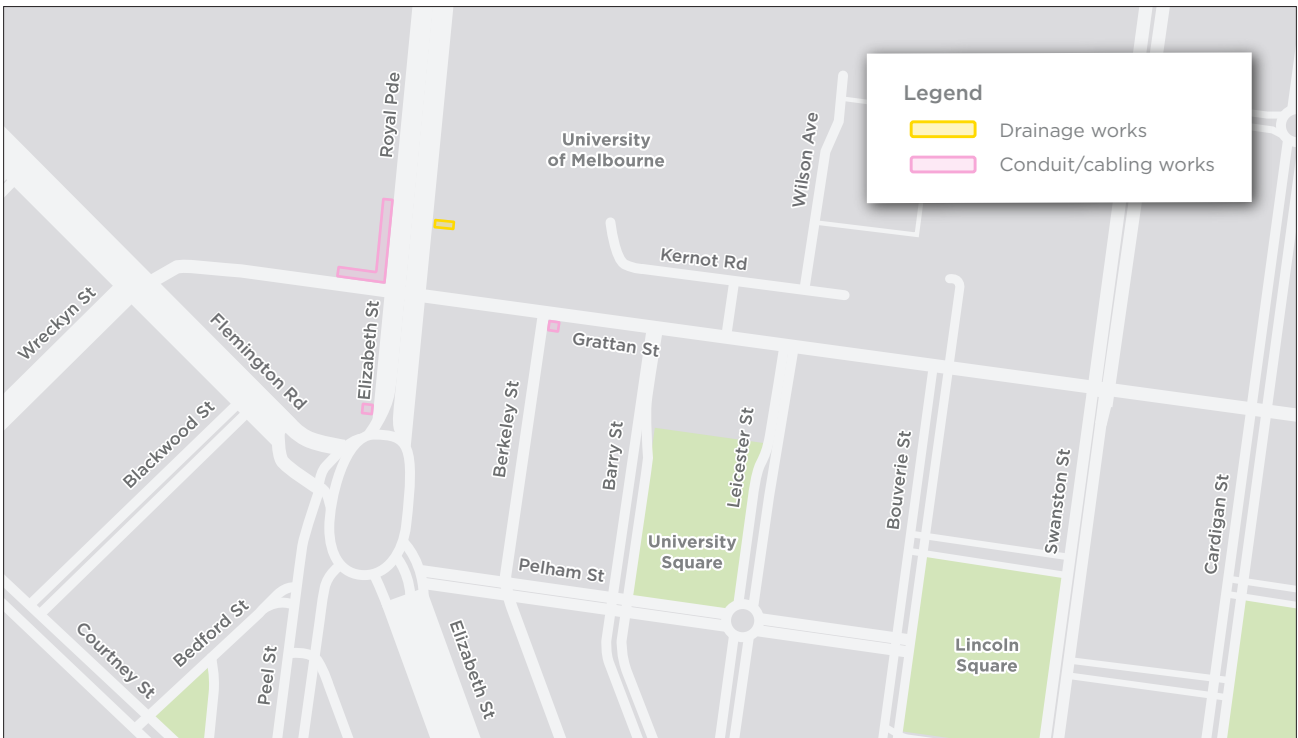 Royal Pde
University
of Melbourne
Wilson Ave
Legend
Drainage works
Conduit/cabling works
Kernot Rd
Wreckyn St
Flemington Rd
Elizabeth St
Grattan St
Blackwood St
Berkeley St
Barry St
Leicester St
Bouverie St
Swanston St
Cardigan St
University
Square
Pelham St
Bedford St
Courtney St
Peel St
Elizabeth St
Lincoln
Square